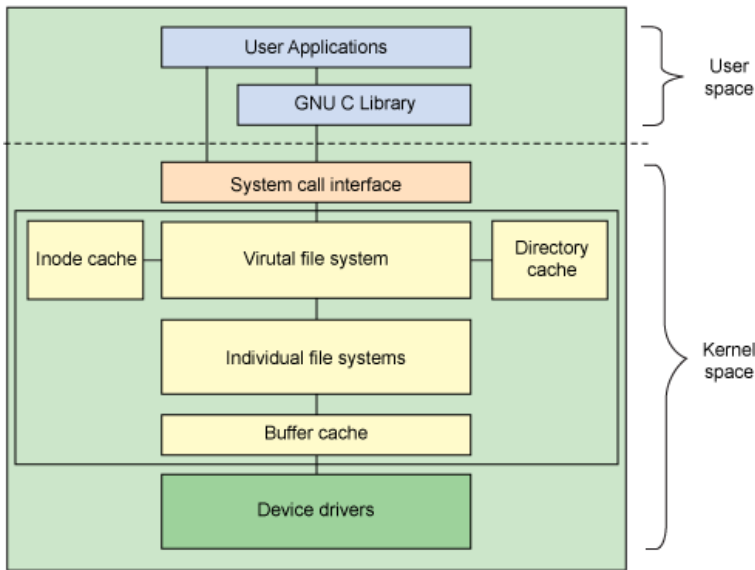 User Applications
User
space
GNU C Library
System call interface
Inode cache
Virutal file system
Directory
cache
Individual file systems
Kernel
space
Buffer cache
Device drivers